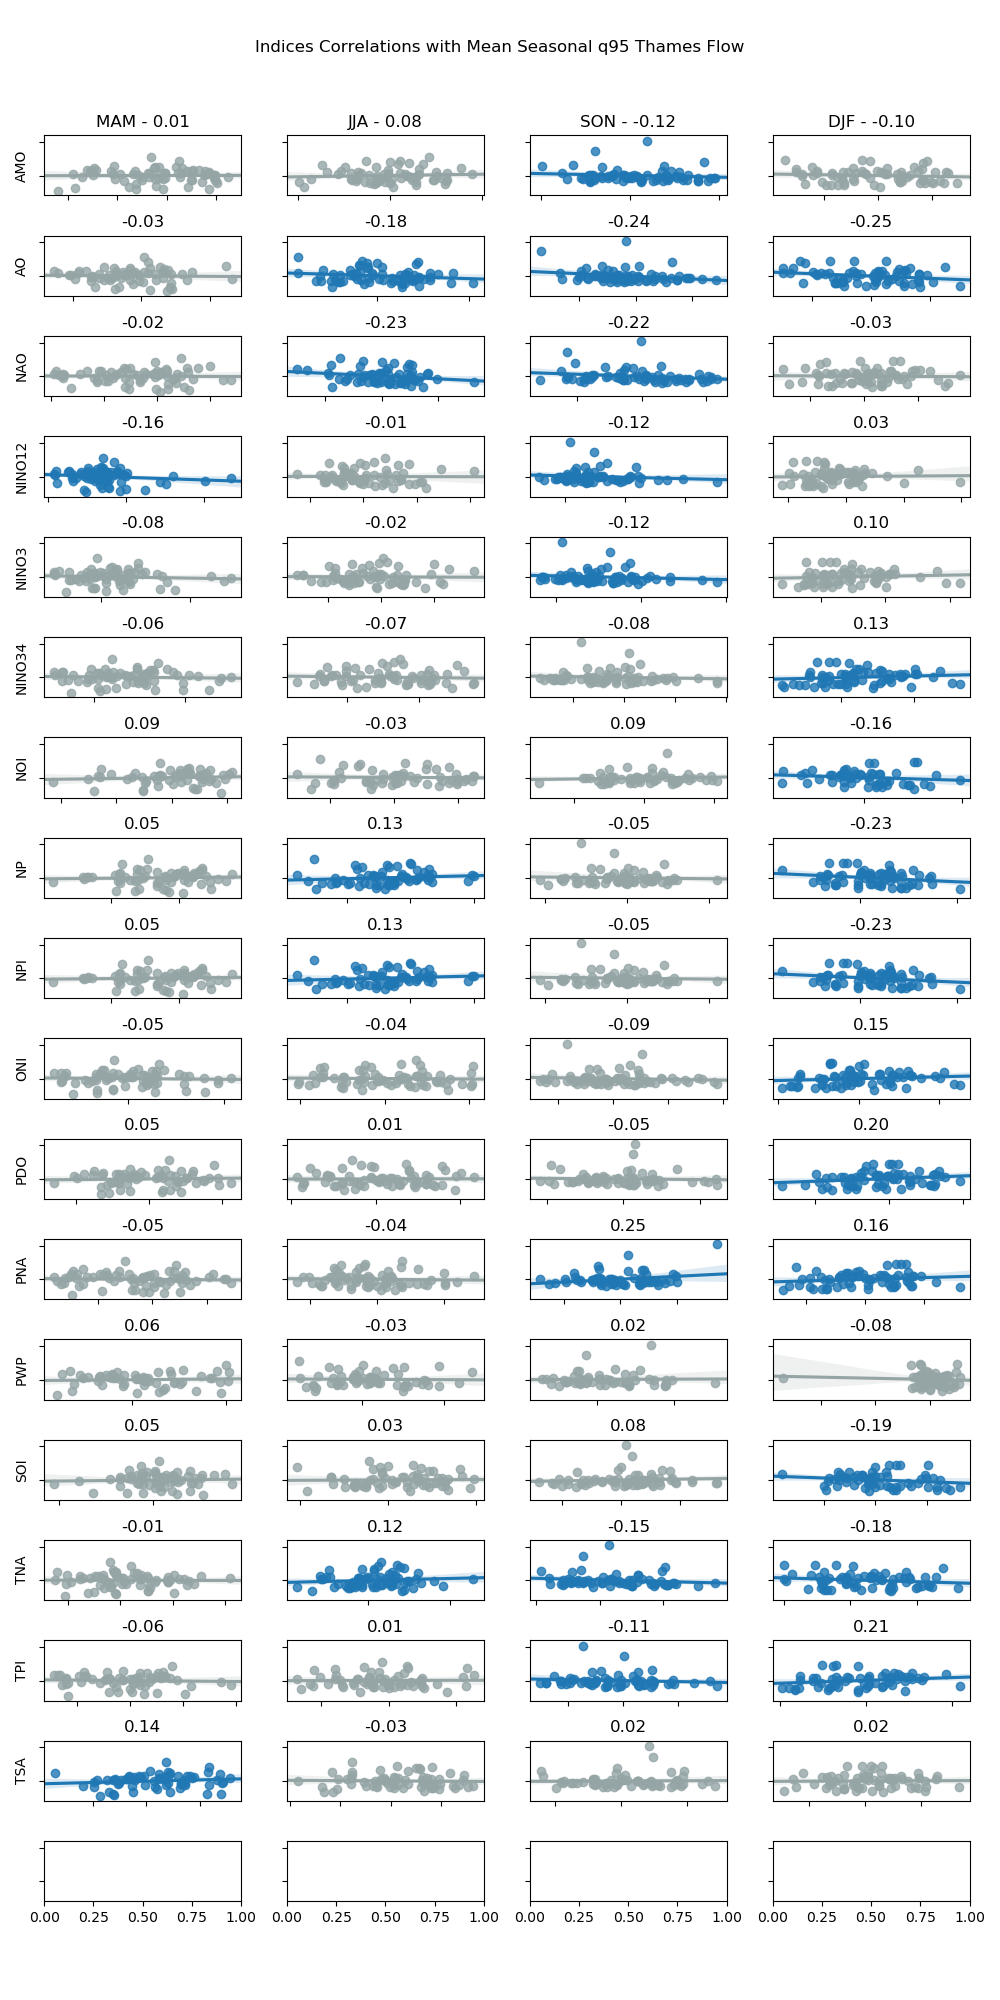 Indices Correlations with Mean Seasonal q95 Thames Flow
MAM - 0.01 JJA - 0.08 SON - -0.12 DJF - -0.10
AMO
-0.03 -0.18 -0.24 -0.25
AO
-0.02 -0.23 -0.22 -0.03
NAO
-0.16 -0.01 -0.12 0.03
NINO12
-0.08 -0.02 -0.12 0.10
NINO3
-0.06 -0.07 -0.08 0.13
NINO34
0.09 -0.03 0.09 -0.16
NOI
0.05 0.13 -0.05 -0.23
NP
0.05 0.13 -0.05 -0.23
NPI
-0.05 -0.04 -0.09 0.15
ONI
0.05 0.01 -0.05 0.20
PDO
-0.05 -0.04 0.25 0.16
PNA
0.06 -0.03 0.02 -0.08
PWP
0.05 0.03 0.08 -0.19
SOI
-0.01 0.12 -0.15 -0.18
TNA
-0.06 0.01 -0.11 0.21
TPI
0.14 -0.03 0.02 0.02
TSA
0.00 0.25 0.50 0.75 1.00 0.00 0.25 0.50 0.75 1.00 0.00 0.25 0.50 0.75 1.00 0.00 0.25 0.50 0.75 1.00